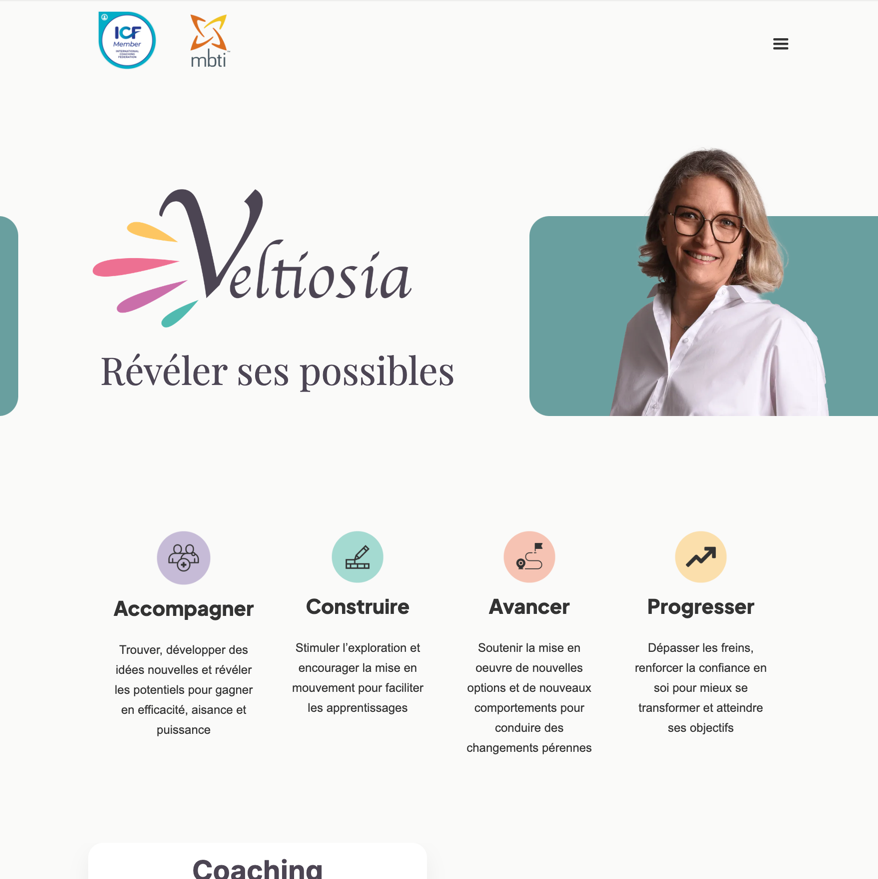 ICF
Member
INTERNATIONAL
COACHING
FEDERATION
mbti
Veltiosia
Révéler ses possibles
Accompagner
Trouver, développer des
idées nouvelles et révéler
les potentiels pour gagner
en efficacité, aisance et
puissance
Construire
Stimuler l'exploration et
encourager la mise en
mouvement pour faciliter
les apprentissages
Avancer
Soutenir la mise en
oeuvre de nouvelles
options et de nouveaux
comportements pour
conduire des
changements pérennes
Progresser
Dépasser les freins,
renforcer la confiance en
soi pour mieux se
transformer et atteindre
ses objectifs
Coaching